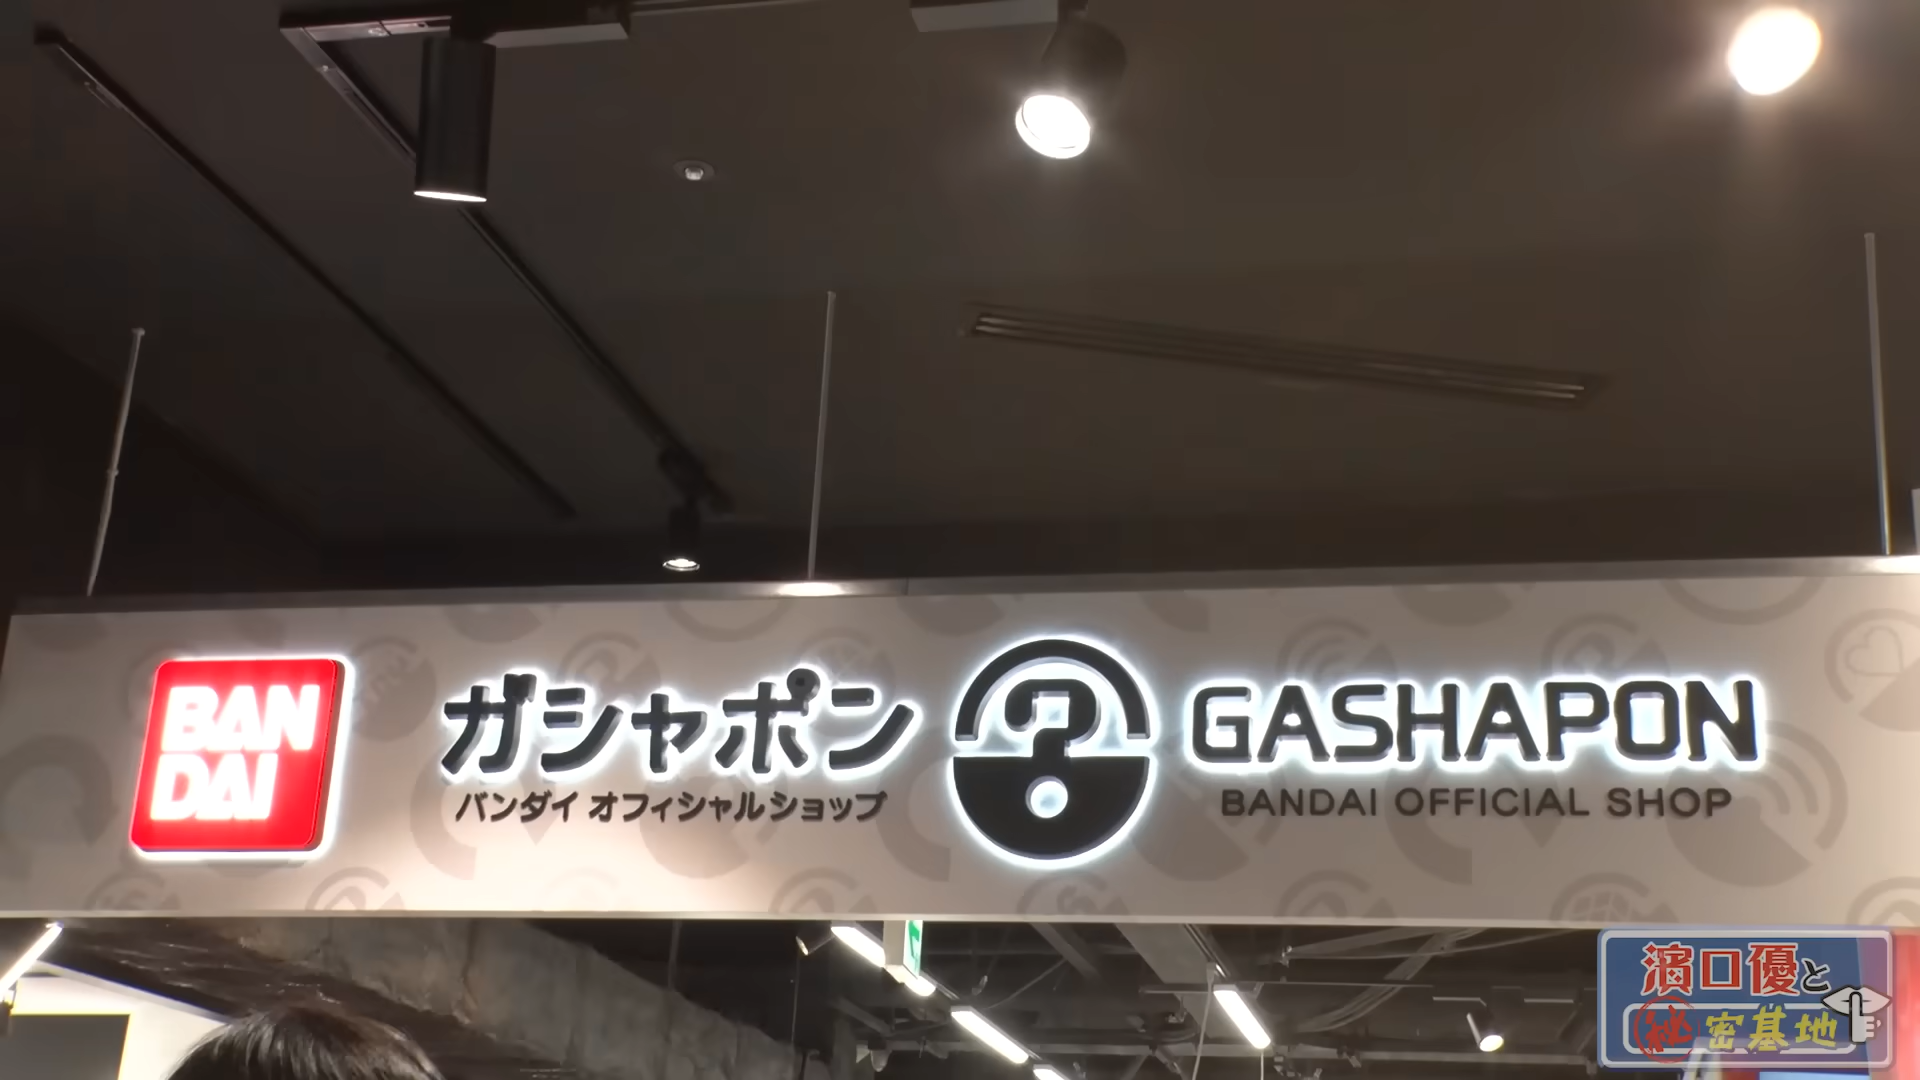 BAN
DAI
ガシャポン
バンダイ オフィシャルショップ
?
GASHAPON
BANDAI OFFICIAL SHOP
濱口優と
㊙密基地